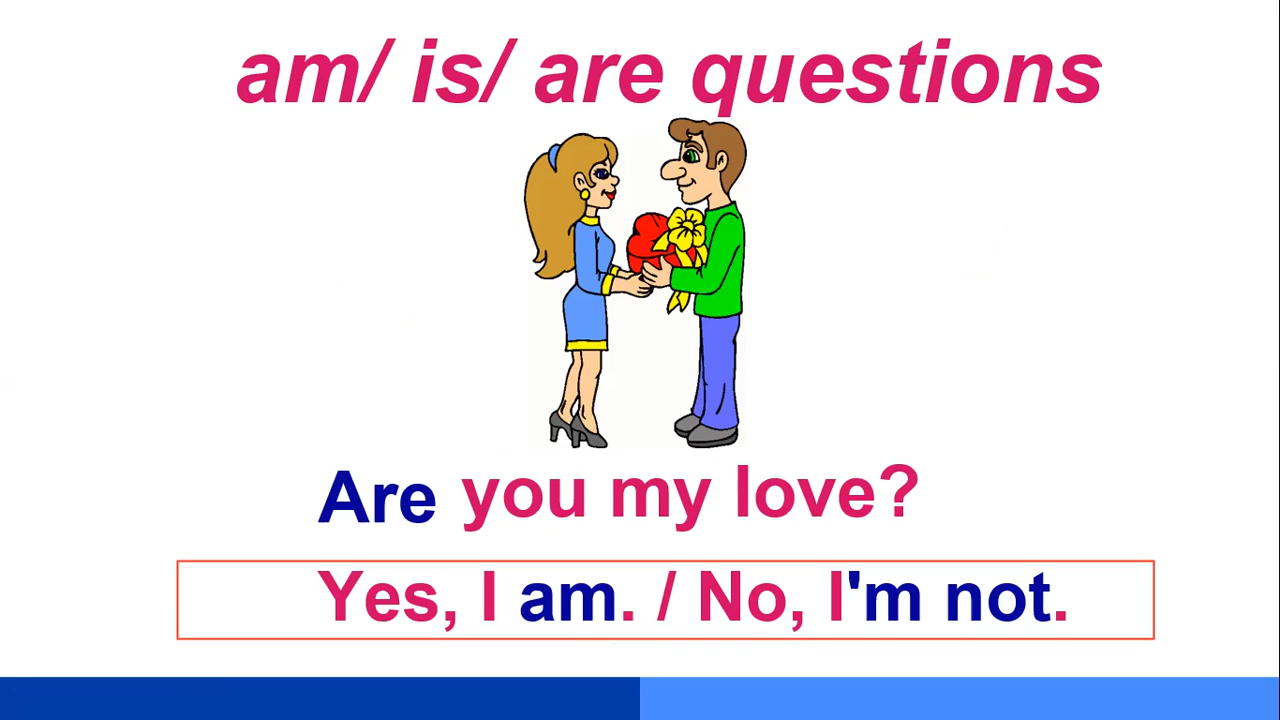 am/ is/ are questions
Are you my love?
Yes, I am. / No, I'm not.